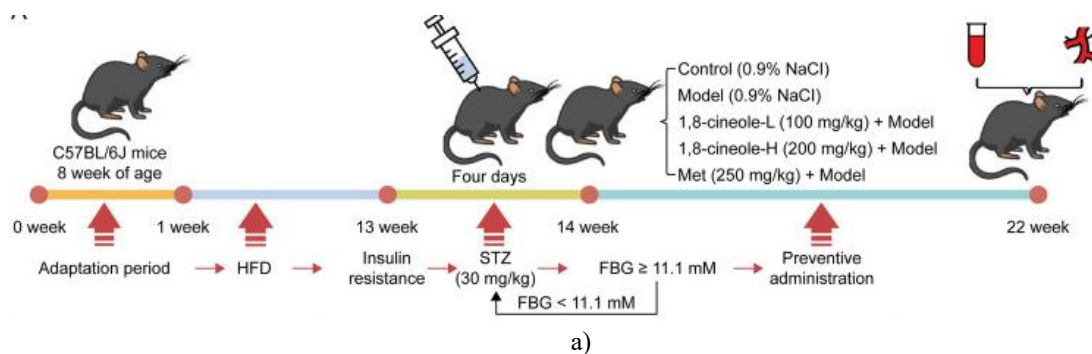 C57BL/6J mice
8 week of age
Four days
Control (0.9% NaCl)
Model (0.9% NaCl)
1,8-cineole-L (100 mg/kg) + Model
1,8-cineole-H (200 mg/kg) + Model
Met (250 mg/kg) + Model
0 week
1 week
13 week
14 week
22 week
Adaptation period
HFD
Insulin
resistance
STZ
(30 mg/kg)
FBG ≥ 11.1 mM
Preventive
administration
FBG < 11.1 mM
a)